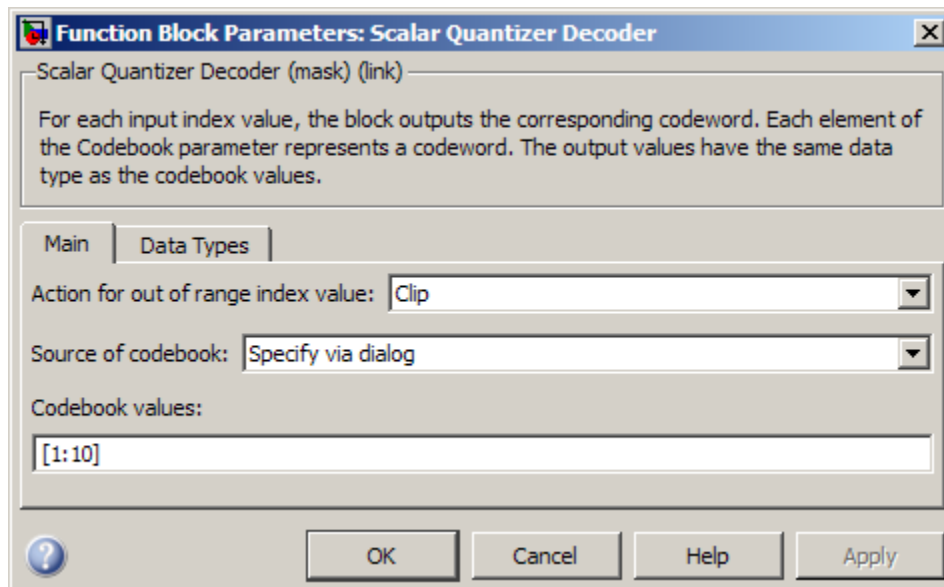 Function Block Parameters: Scalar Quantizer Decoder
Scalar Quantizer Decoder (mask) (link)
For each input index value, the block outputs the corresponding codeword. Each element of
the Codebook parameter represents a codeword. The output values have the same data
type as the codebook values.
Main Data Types
Action for out of range index value: Clip
Source of codebook: Specify via dialog
Codebook values:
[1:10]
OK Cancel Help Apply